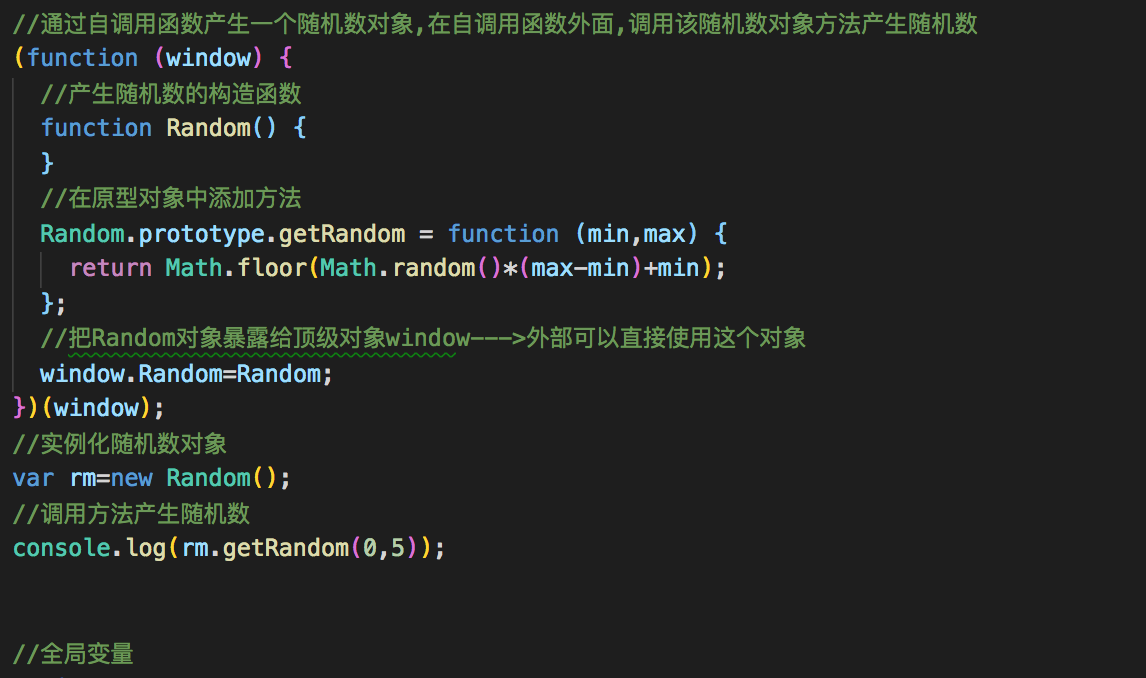 //通过自调用函数产生一个随机数对象,在自调用函数外面,调用该随机数对象方法产生随机数
(function (window) {
  //产生随机数的构造函数
  function Random() {
  }
  //在原型对象中添加方法
  Random.prototype.getRandom = function (min,max) {
    return Math.floor(Math.random()*(max-min)+min);
  };
  //把Random对象暴露给顶级对象window--->外部可以直接使用这个对象
  window.Random=Random;
})(window);
//实例化随机数对象
var rm=new Random();
//调用方法产生随机数
console.log(rm.getRandom(0,5));
//全局变量